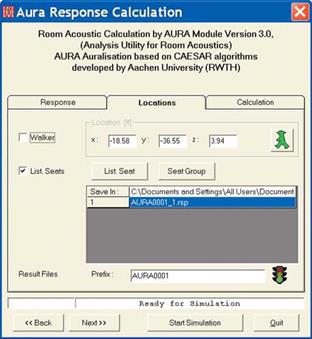 EASE Aura Response Calculation
Room Acoustic Calculation by AURA Module Version 3.0,
(Analysis Utility for Room Acoustics)
AURA Auralisation based on CAESAR algorithms
developed by Aachen University (RWTH)
Response Locations Calculation
Location [ft]
Walker x: -18.58 y: -36.55 z: 3.94
List. Seats List. Seat Seat Group
Save In : C:\Documents and Settings\All Users\Document
1 AURA0001_1.rsp
Result Files Prefix : AURA0001
Ready for Simulation
<< Back Next >> Start Simulation Quit